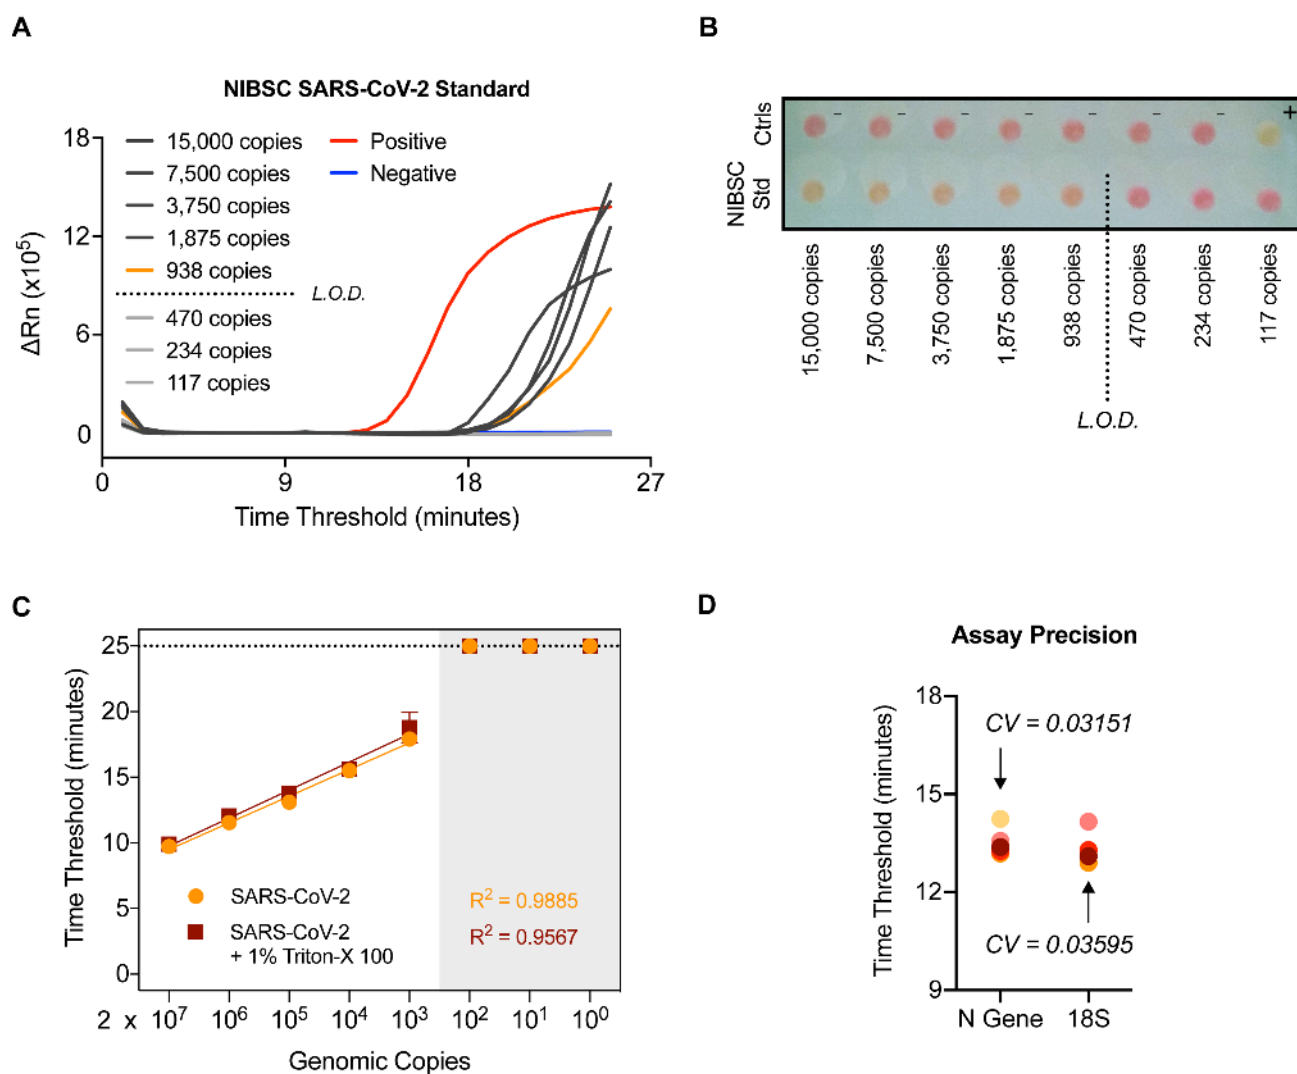 A
NIBSC SARS-CoV-2 Standard
18
12
6
0
ΔRn (x10⁵)
15,000 copies
7,500 copies
3,750 copies
1,875 copies
938 copies
L.O.D.
470 copies
234 copies
117 copies
Positive
Negative
0 9 18 27
Time Threshold (minutes)
B
Ctrls
NIBSC
Std
− − − − − − − +
15,000 copies
7,500 copies
3,750 copies
1,875 copies
938 copies
470 copies
234 copies
117 copies
L.O.D.
C
Time Threshold (minutes)
25
20
15
10
5
0
SARS-CoV-2
SARS-CoV-2
+ 1% Triton-X 100
R² = 0.9885
R² = 0.9567
2 x 10⁷ 10⁶ 10⁵ 10⁴ 10³ 10² 10¹ 10⁰
Genomic Copies
D
Assay Precision
Time Threshold (minutes)
18
15
12
9
CV = 0.03151
CV = 0.03595
N Gene 18S